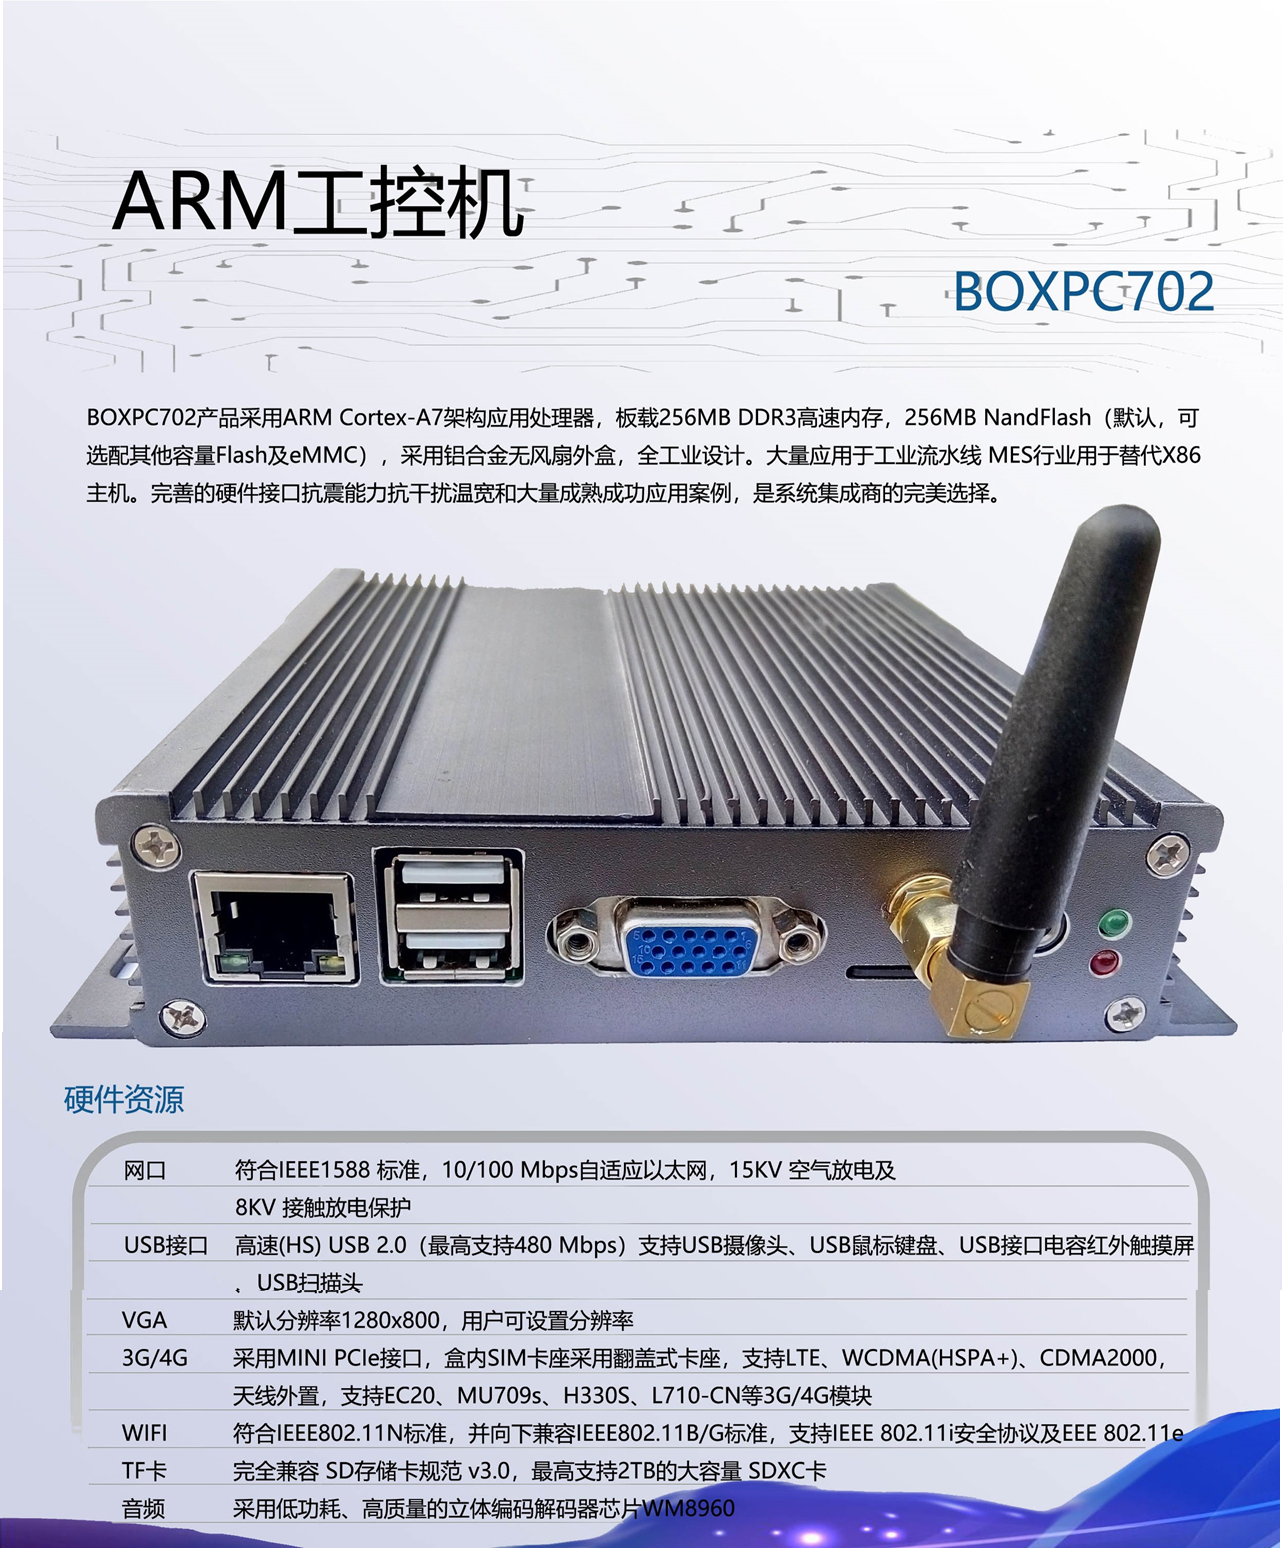 ARM工控机
BOXPC702
BOXPC702产品采用ARM Cortex-A7架构应用处理器，板载256MB DDR3高速内存，256MB NandFlash（默认，可
选配其他容量Flash及eMMC），采用铝合金无风扇外盒，全工业设计。大量应用于工业流水线 MES行业用于替代X86
主机。完善的硬件接口抗震能力抗干扰温宽和大量成熟成功应用案例，是系统集成商的完美选择。
硬件资源
网口 符合IEEE1588 标准，10/100 Mbps自适应以太网，15KV 空气放电及
8KV 接触放电保护
USB接口 高速(HS) USB 2.0（最高支持480 Mbps）支持USB摄像头、USB鼠标键盘、USB接口电容红外触摸屏
、USB扫描头
VGA 默认分辨率1280x800，用户可设置分辨率
3G/4G 采用MINI PCIe接口，盒内SIM卡座采用翻盖式卡座，支持LTE、WCDMA(HSPA+)、CDMA2000，
天线外置，支持EC20、MU709s、H330S、L710-CN等3G/4G模块
WIFI 符合IEEE802.11N标准，并向下兼容IEEE802.11B/G标准，支持IEEE 802.11i安全协议及EEE 802.11e
TF卡 完全兼容 SD存储卡规范 v3.0，最高支持2TB的大容量 SDXC卡
音频 采用低功耗、高质量的立体编码解码器芯片WM8960